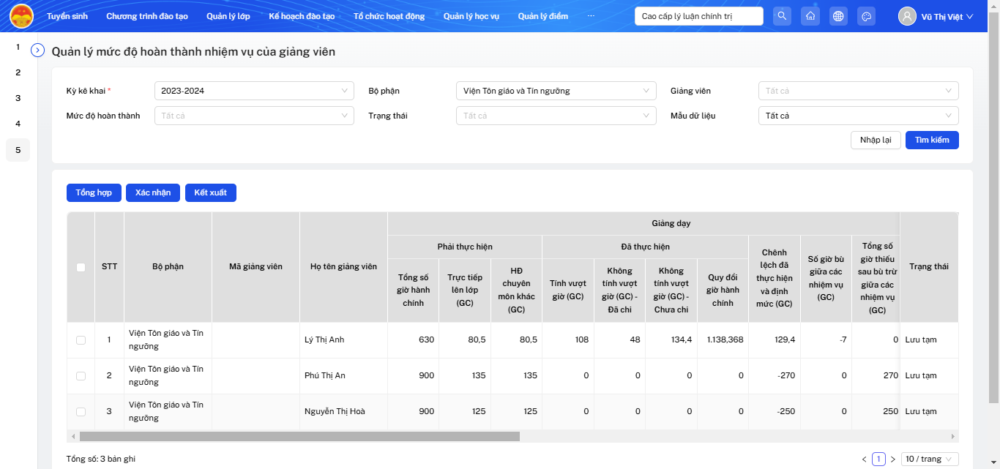 Tuyển sinh Chương trình đào tạo Quản lý lớp Kế hoạch đào tạo Tổ chức hoạt động Quản lý học vụ Quản lý điểm ... Cao cấp lý luận chính trị Vũ Thị Việt
1
2
3
4
5
Quản lý mức độ hoàn thành nhiệm vụ của giảng viên
Kỳ kê khai * 2023-2024 Bộ phận Viện Tôn giáo và Tín ngưỡng Giảng viên Tất cả
Mức độ hoàn thành Tất cả Trạng thái Tất cả Mẫu dữ liệu Tất cả
Nhập lại Tìm kiếm
Tổng hợp Xác nhận Kết xuất
STT Bộ phận Mã giảng viên Họ tên giảng viên Giảng dạy Trạng thái
Phải thực hiện Đã thực hiện
Tổng số
giờ hành
chính
Trực tiếp
lên lớp
(GC)
HĐ
chuyên
môn khác
(GC)
Tính vượt
giờ (GC)
Không
tính vượt
giờ (GC) -
Đã chi
Không
tính vượt
giờ (GC) -
Chưa chi
Quy đổi
giờ hành
chính
Chênh
lệch đã
thực hiện
và định
mức (GC)
Số giờ bù
giữa các
nhiệm vụ
(GC)
Tổng số
giờ thiếu
sau bù trừ
giữa các
nhiệm vụ
(GC)
1 Viện Tôn giáo và Tín
ngưỡng Lý Thị Anh 630 80,5 80,5 108 48 134,4 1.138,368 129,4 -7 0 Lưu tạm
2 Viện Tôn giáo và Tín
ngưỡng Phú Thị An 900 135 135 0 0 0 0 -270 0 270 Lưu tạm
3 Viện Tôn giáo và Tín
ngưỡng Nguyễn Thị Hoà 900 125 125 0 0 0 0 -250 0 250 Lưu tạm
Tổng số: 3 bản ghi < 1 > 10 / trang